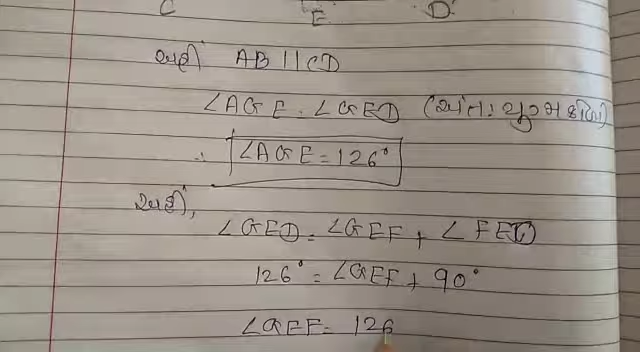 C E D
અહીં AB || CD
∠AGE = ∠GED (અંતઃયુગ્મકોણો)
∴ ∠AGE = 126°
અહીં,
∠GED = ∠GEF + ∠FED
126° = ∠GEF + 90°
∠GEF = 126